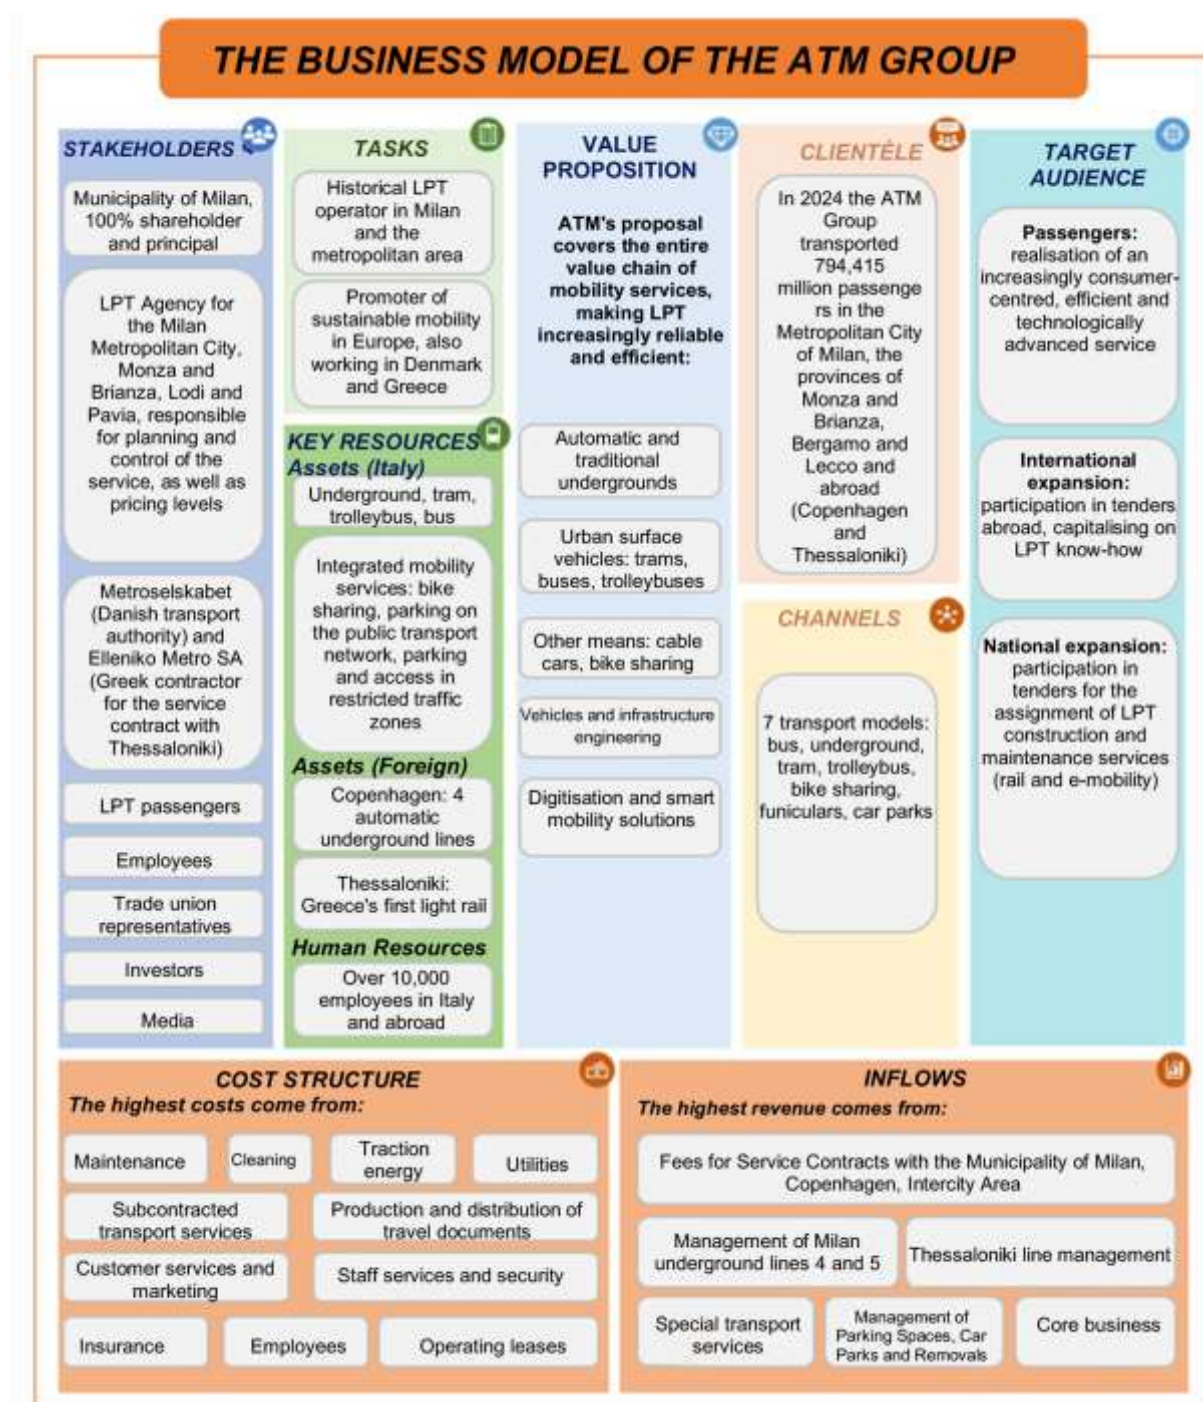 THE BUSINESS MODEL OF THE ATM GROUP
STAKEHOLDERS
Municipality of Milan,
100% shareholder
and principal
LPT Agency for
the Milan
Metropolitan City,
Monza and
Brianza, Lodi and
Pavia, responsible
for planning and
control of the
service, as well as
pricing levels
Metroselskabet
(Danish transport
authority) and
Elleniko Metro SA
(Greek contractor
for the service
contract with
Thessaloniki)
LPT passengers
Employees
Trade union
representatives
Investors
Media
TASKS
Historical LPT
operator in Milan
and the
metropolitan area
Promoter of
sustainable mobility
in Europe, also
working in Denmark
and Greece
KEY RESOURCES
Assets (Italy)
Underground, tram,
trolleybus, bus
Integrated mobility
services: bike
sharing, parking on
the public transport
network, parking
and access in
restricted traffic
zones
Assets (Foreign)
Copenhagen: 4
automatic
underground lines
Thessaloniki:
Greece's first light rail
Human Resources
Over 10,000
employees in Italy
and abroad
VALUE
PROPOSITION
ATM's proposal
covers the entire
value chain of
mobility services,
making LPT
increasingly reliable
and efficient:
Automatic and
traditional
undergrounds
Urban surface
vehicles: trams,
buses, trolleybuses
Other means: cable
cars, bike sharing
Vehicles and infrastructure
engineering
Digitisation and smart
mobility solutions
CLIENTÉLE
In 2024 the ATM
Group
transported
794,415
million passenge
rs in the
Metropolitan City
of Milan, the
provinces of
Monza and
Brianza,
Bergamo and
Lecco and
abroad
(Copenhagen
and
Thessaloniki)
CHANNELS
7 transport models:
bus, underground,
tram, trolleybus,
bike sharing,
funiculars, car parks
TARGET
AUDIENCE
Passengers:
realisation of an
increasingly consumer-
centred, efficient and
technologically
advanced service
International
expansion:
participation in tenders
abroad, capitalising on
LPT know-how
National expansion:
participation in
tenders for the
assignment of LPT
construction and
maintenance services
(rail and e-mobility)
COST STRUCTURE
The highest costs come from:
Maintenance
Cleaning
Traction
energy
Utilities
Subcontracted
transport services
Production and distribution of
travel documents
Customer services and
marketing
Staff services and security
Insurance
Employees
Operating leases
INFLOWS
The highest revenue comes from:
Fees for Service Contracts with the Municipality of Milan,
Copenhagen, Intercity Area
Management of Milan
underground lines 4 and 5
Thessaloniki line management
Special transport
services
Management of
Parking Spaces, Car
Parks and Removals
Core business